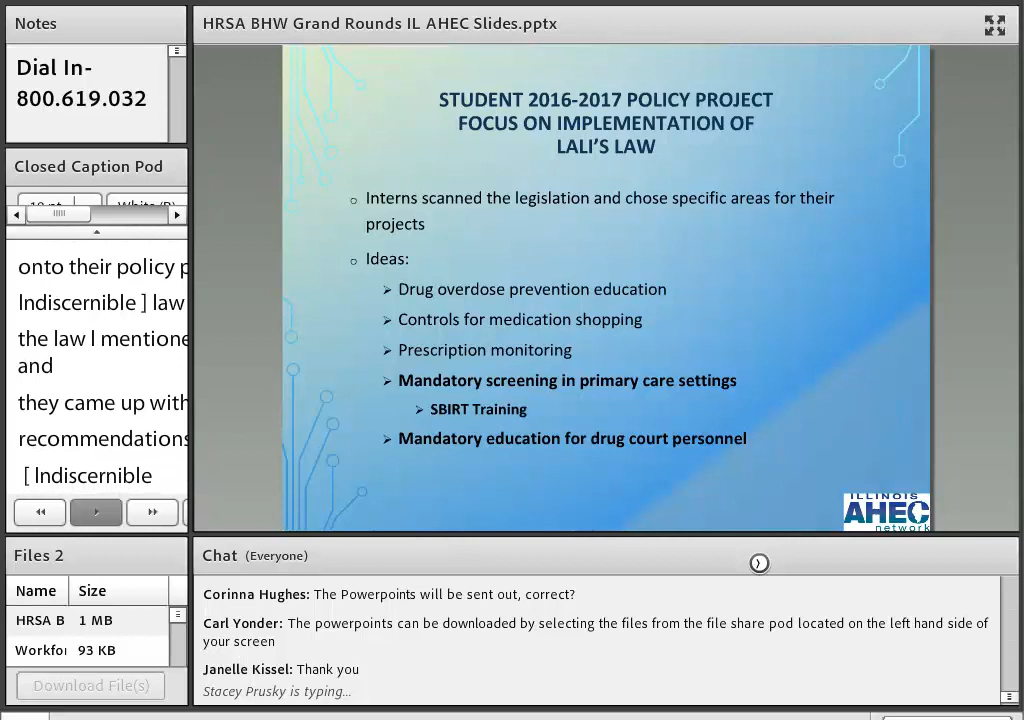 Notes
Dial In-
800.619.032
Closed Caption Pod
onto their policy p
Indiscernible ] law
the law I mentione
and
they came up with
recommendations
[ Indiscernible
Files 2
Name Size
HRSA B 1 MB
Workfo 93 KB
Download File(s)
HRSA BHW Grand Rounds IL AHEC Slides.pptx
STUDENT 2016-2017 POLICY PROJECT
FOCUS ON IMPLEMENTATION OF
LALI'S LAW
Interns scanned the legislation and chose specific areas for their
projects
Ideas:
Drug overdose prevention education
Controls for medication shopping
Prescription monitoring
Mandatory screening in primary care settings
SBIRT Training
Mandatory education for drug court personnel
ILLINOIS
AHEC
network
Chat (Everyone)
Corinna Hughes: The Powerpoints will be sent out, correct?
Carl Yonder: The powerpoints can be downloaded by selecting the files from the file share pod located on the left hand side of
your screen
Janelle Kissel: Thank you
Stacey Prusky is typing...